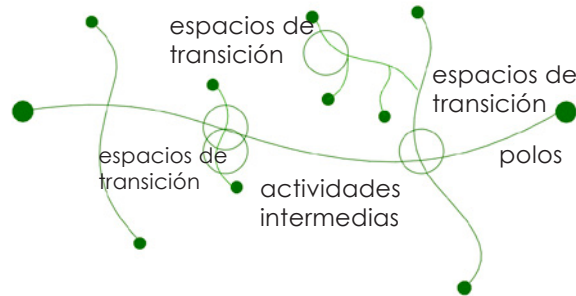 espacios de
transición
espacios de
transición
espacios de
transición
polos
actividades
intermedias